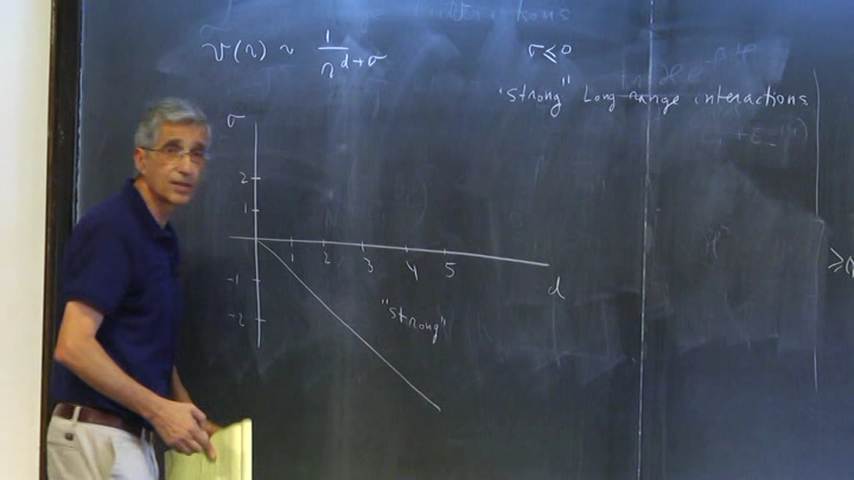 v(r) ~ 1/r^{d+σ}
σ ≤ 0
"strong" Long range interactions
σ
2
1
1 2 3 4 5
d
-1
"strong"
-2